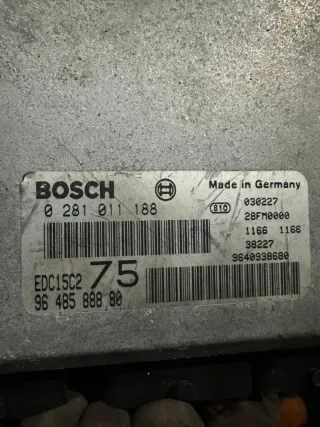 BOSCH Made in Germany
0 281 011 188 810 030227
28FM0000
1166 1166
38227
EDC15C2 75 9640938680
96 485 888 80